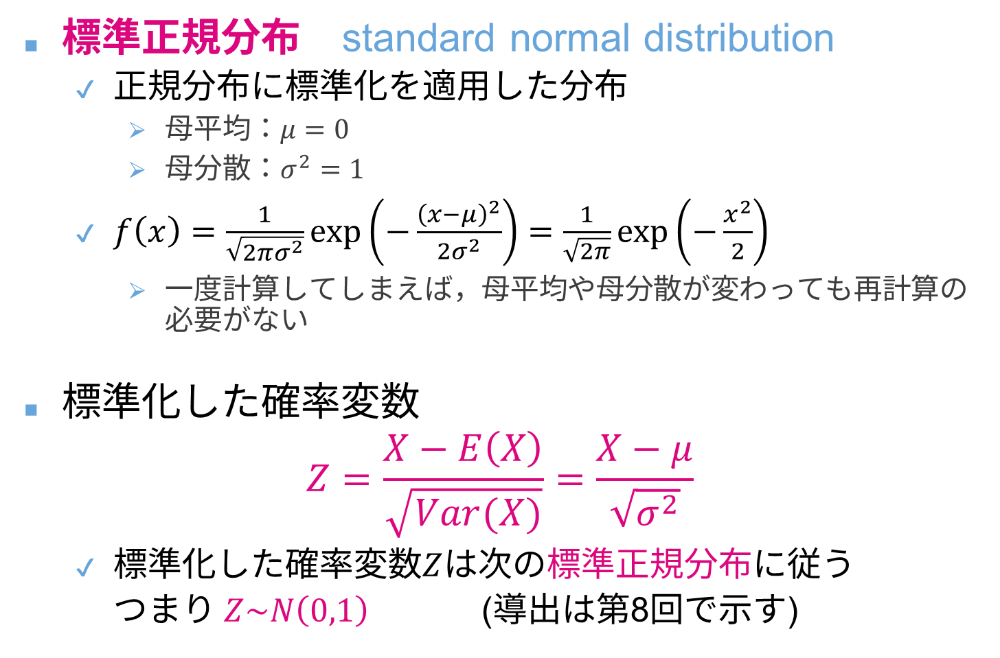 ■ 標準正規分布 standard normal distribution
✓ 正規分布に標準化を適用した分布
➢ 母平均：μ = 0
➢ 母分散：σ² = 1
✓ f(x) = 1/√(2πσ²) exp(−(x−μ)²/2σ²) = 1/√(2π) exp(−x²/2)
➢ 一度計算してしまえば，母平均や母分散が変わっても再計算の
必要がない
■ 標準化した確率変数
Z = (X − E(X))/√(Var(X)) = (X − μ)/√(σ²)
✓ 標準化した確率変数Zは次の標準正規分布に従う
つまり Z~N(0,1) (導出は第8回で示す)